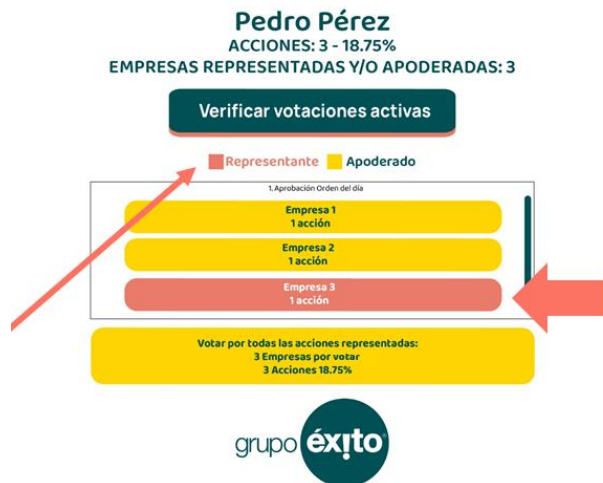 Pedro Pérez
ACCIONES: 3 - 18.75%
EMPRESAS REPRESENTADAS Y/O APODERADAS: 3
Verificar votaciones activas
Representante Apoderado
1. Aprobación Orden del día
Empresa 1
1 acción
Empresa 2
1 acción
Empresa 3
1 acción
Votar por todas las acciones representadas:
3 Empresas por votar
3 Acciones 18.75%
grupo éxito